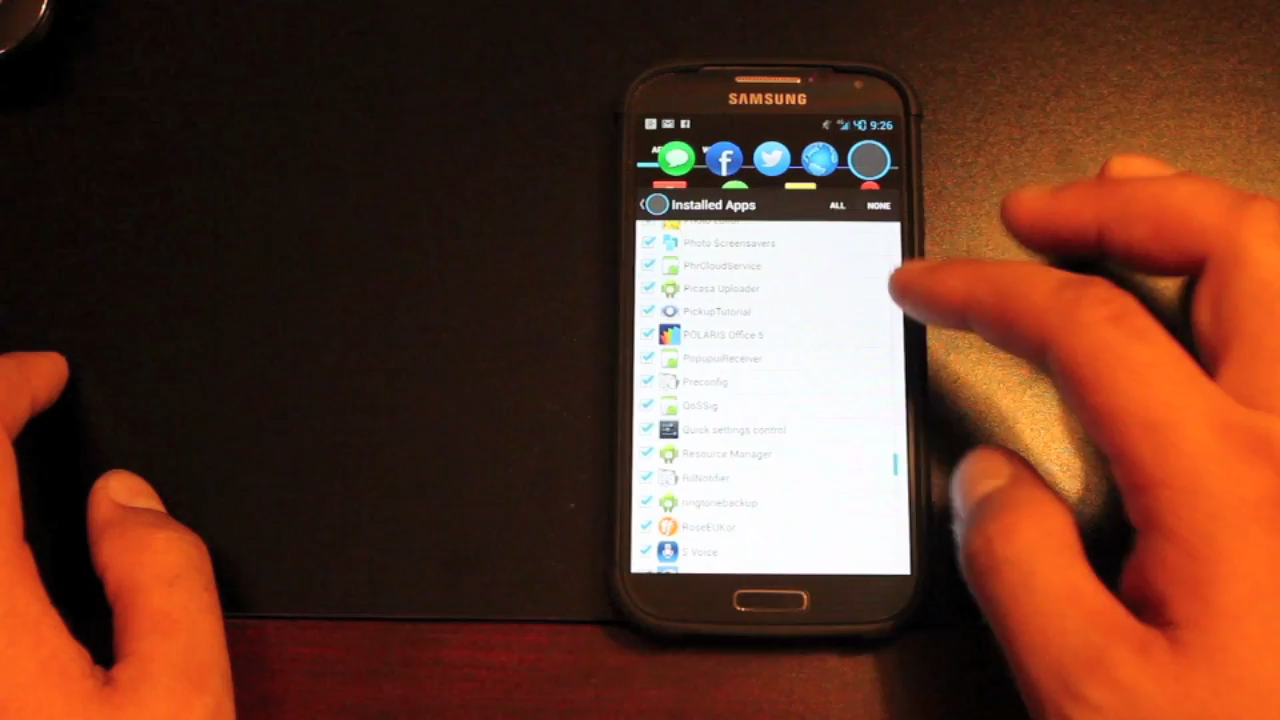 SAMSUNG
9:26
Installed Apps ALL NONE
Photo Screensavers
PhrCloudService
Picasa Uploader
PickupTutorial
POLARIS Office 5
PopupuiReceiver
Preconfig
QoSSig
Quick settings control
Resource Manager
RilNotifier
ringtonebackup
RoseEUKor
S Voice